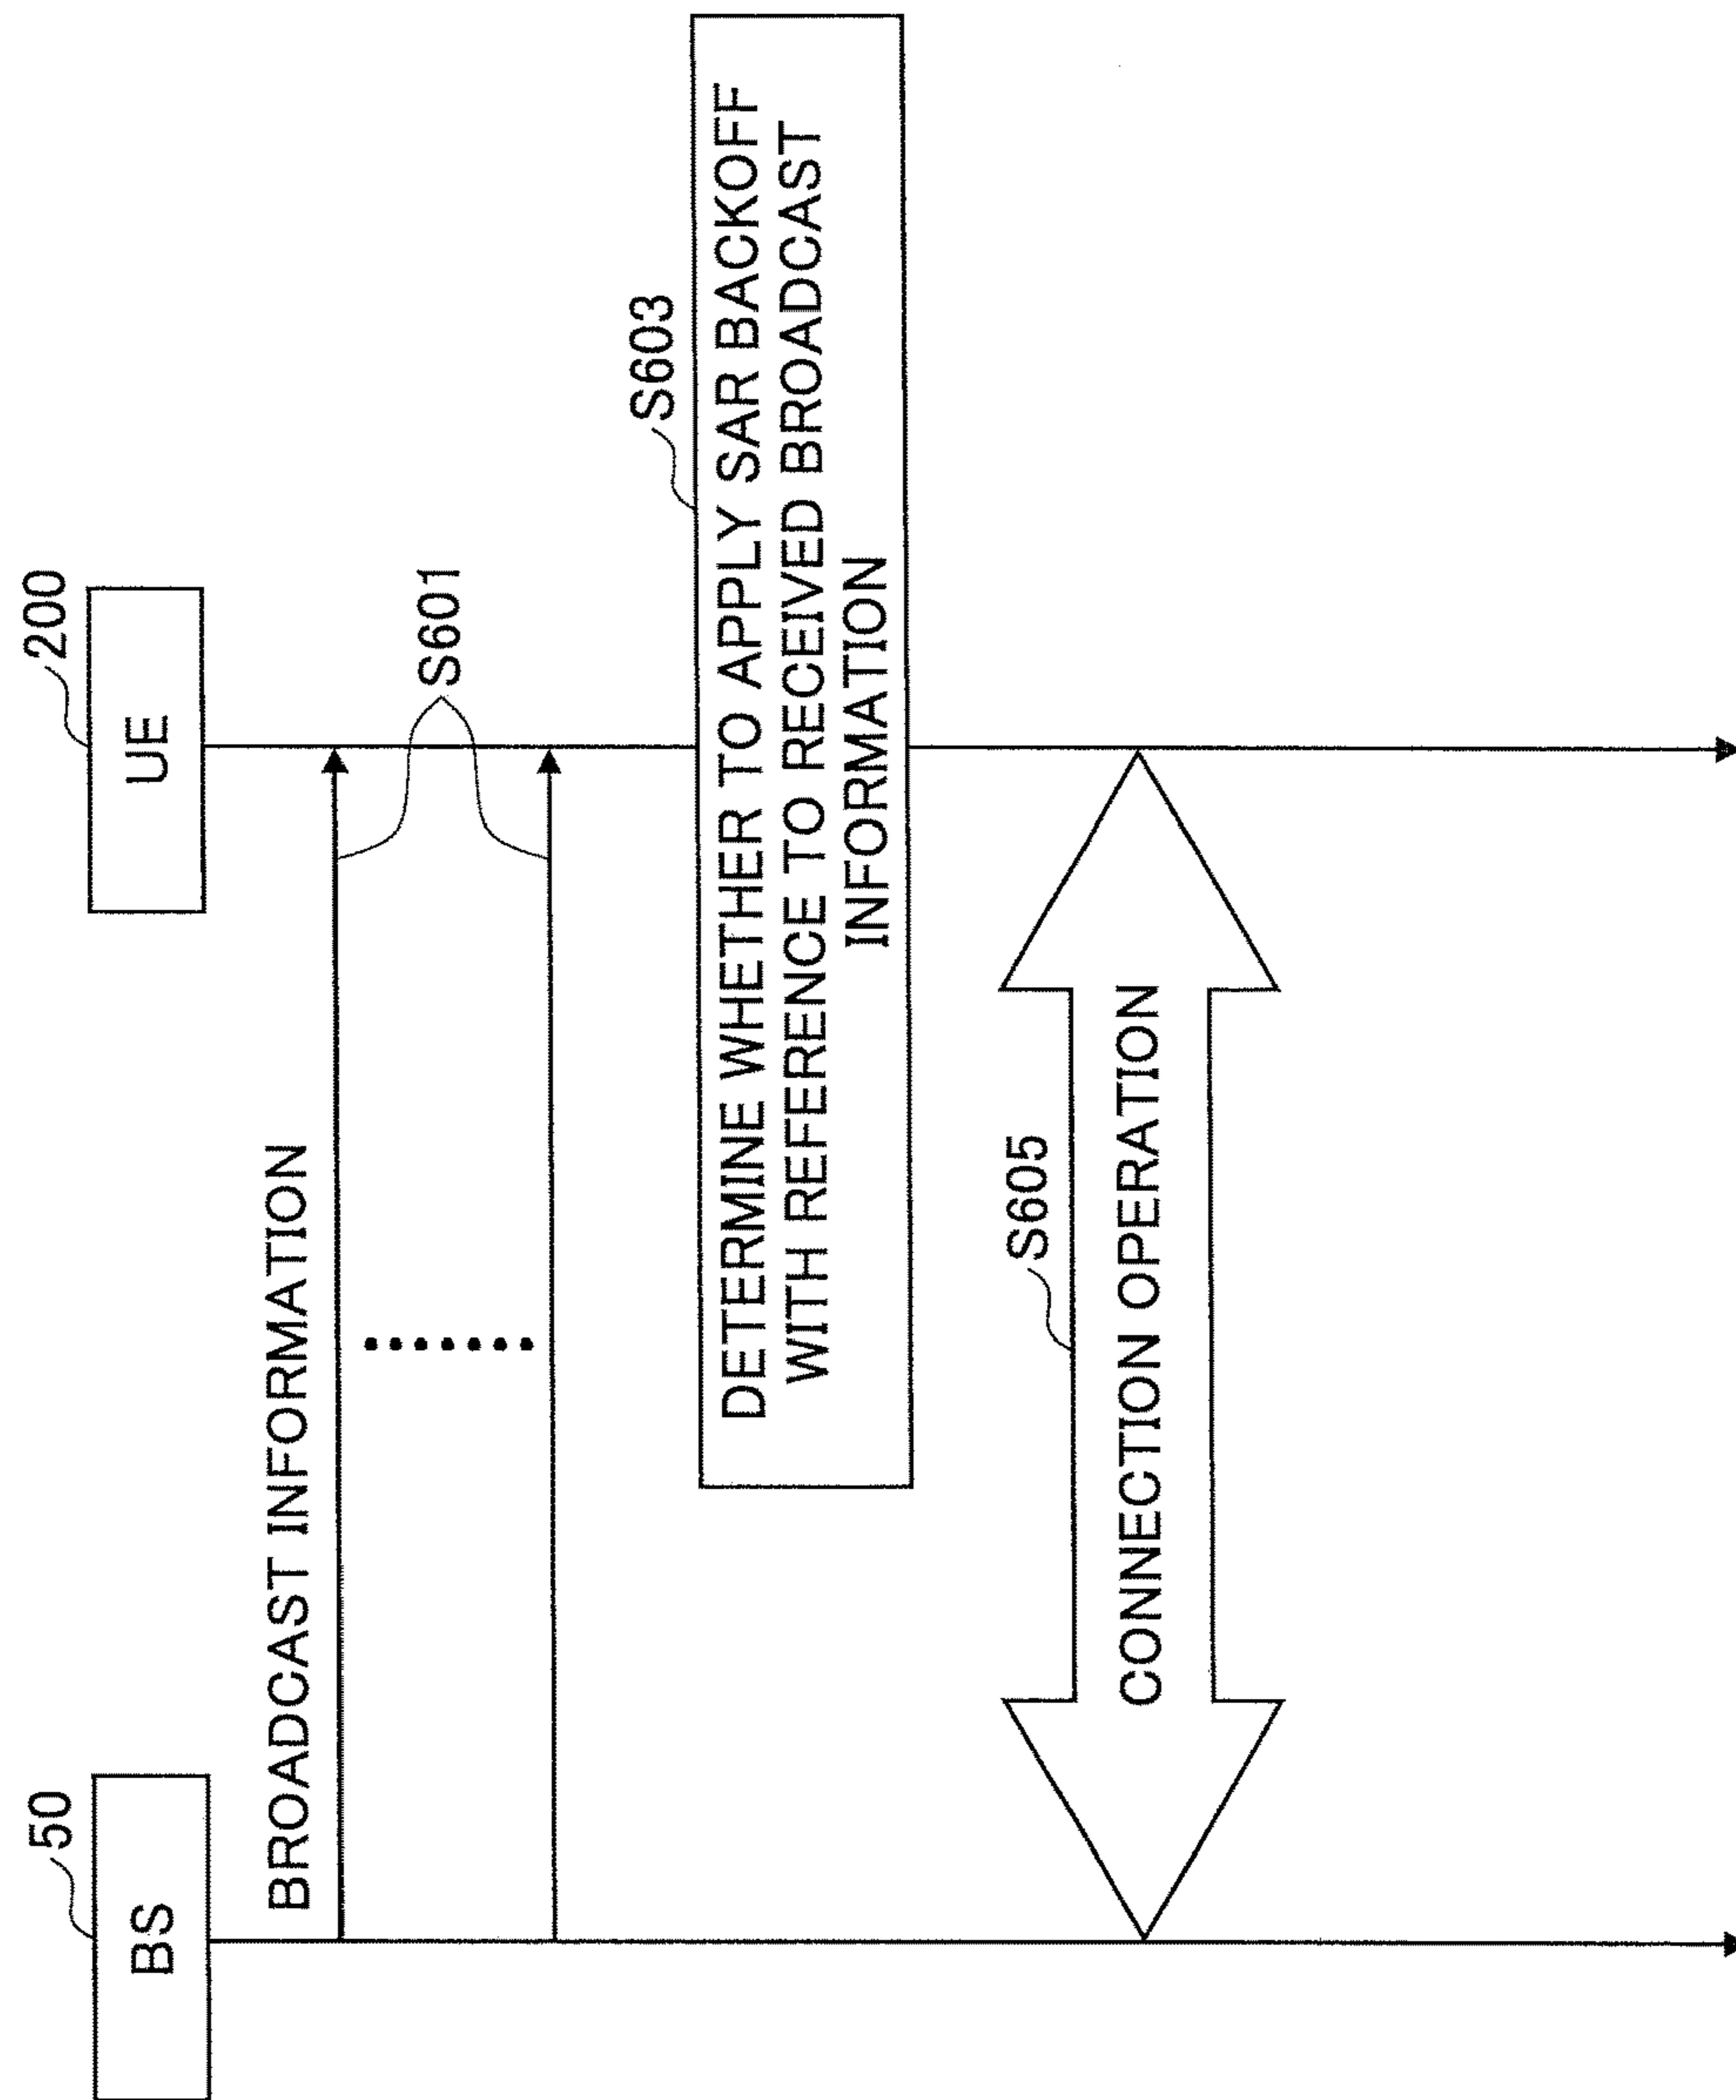 BS
50
UE
200
BROADCAST INFORMATION
S601
S603
DETERMINE WHETHER TO APPLY SAR BACKOFF
WITH REFERENCE TO RECEIVED BROADCAST
INFORMATION
S605
CONNECTION OPERATION